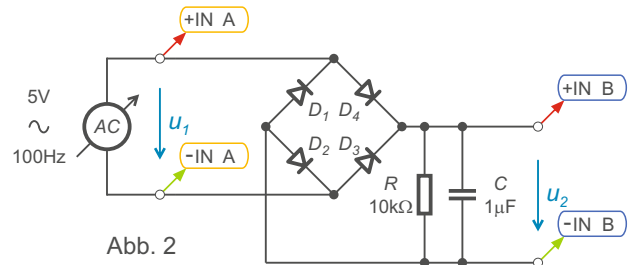 +IN A
5V
AC
100Hz
u1
-IN A
D1 D4
D2 D3
+IN B
R
10kΩ
C
1µF
u2
-IN B
Abb. 2